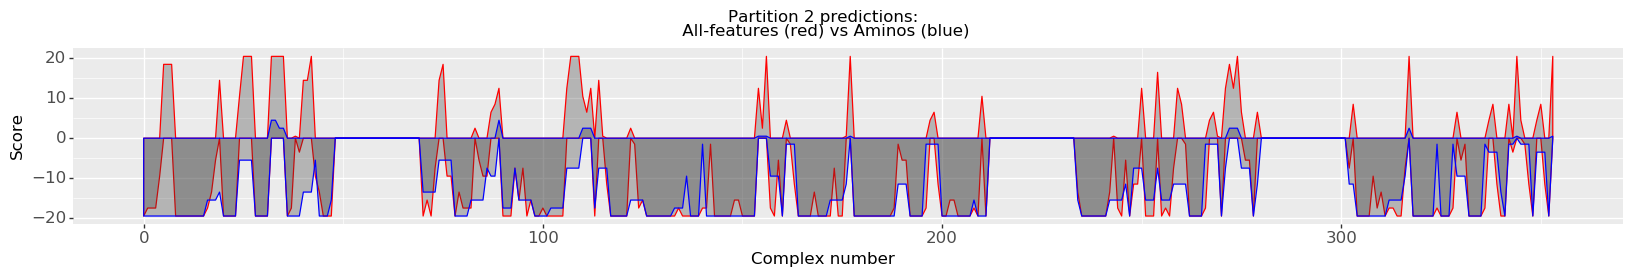 Partition 2 predictions:
All-features (red) vs Aminos (blue)
Score
20
10
0
−10
−20
0 100 200 300
Complex number